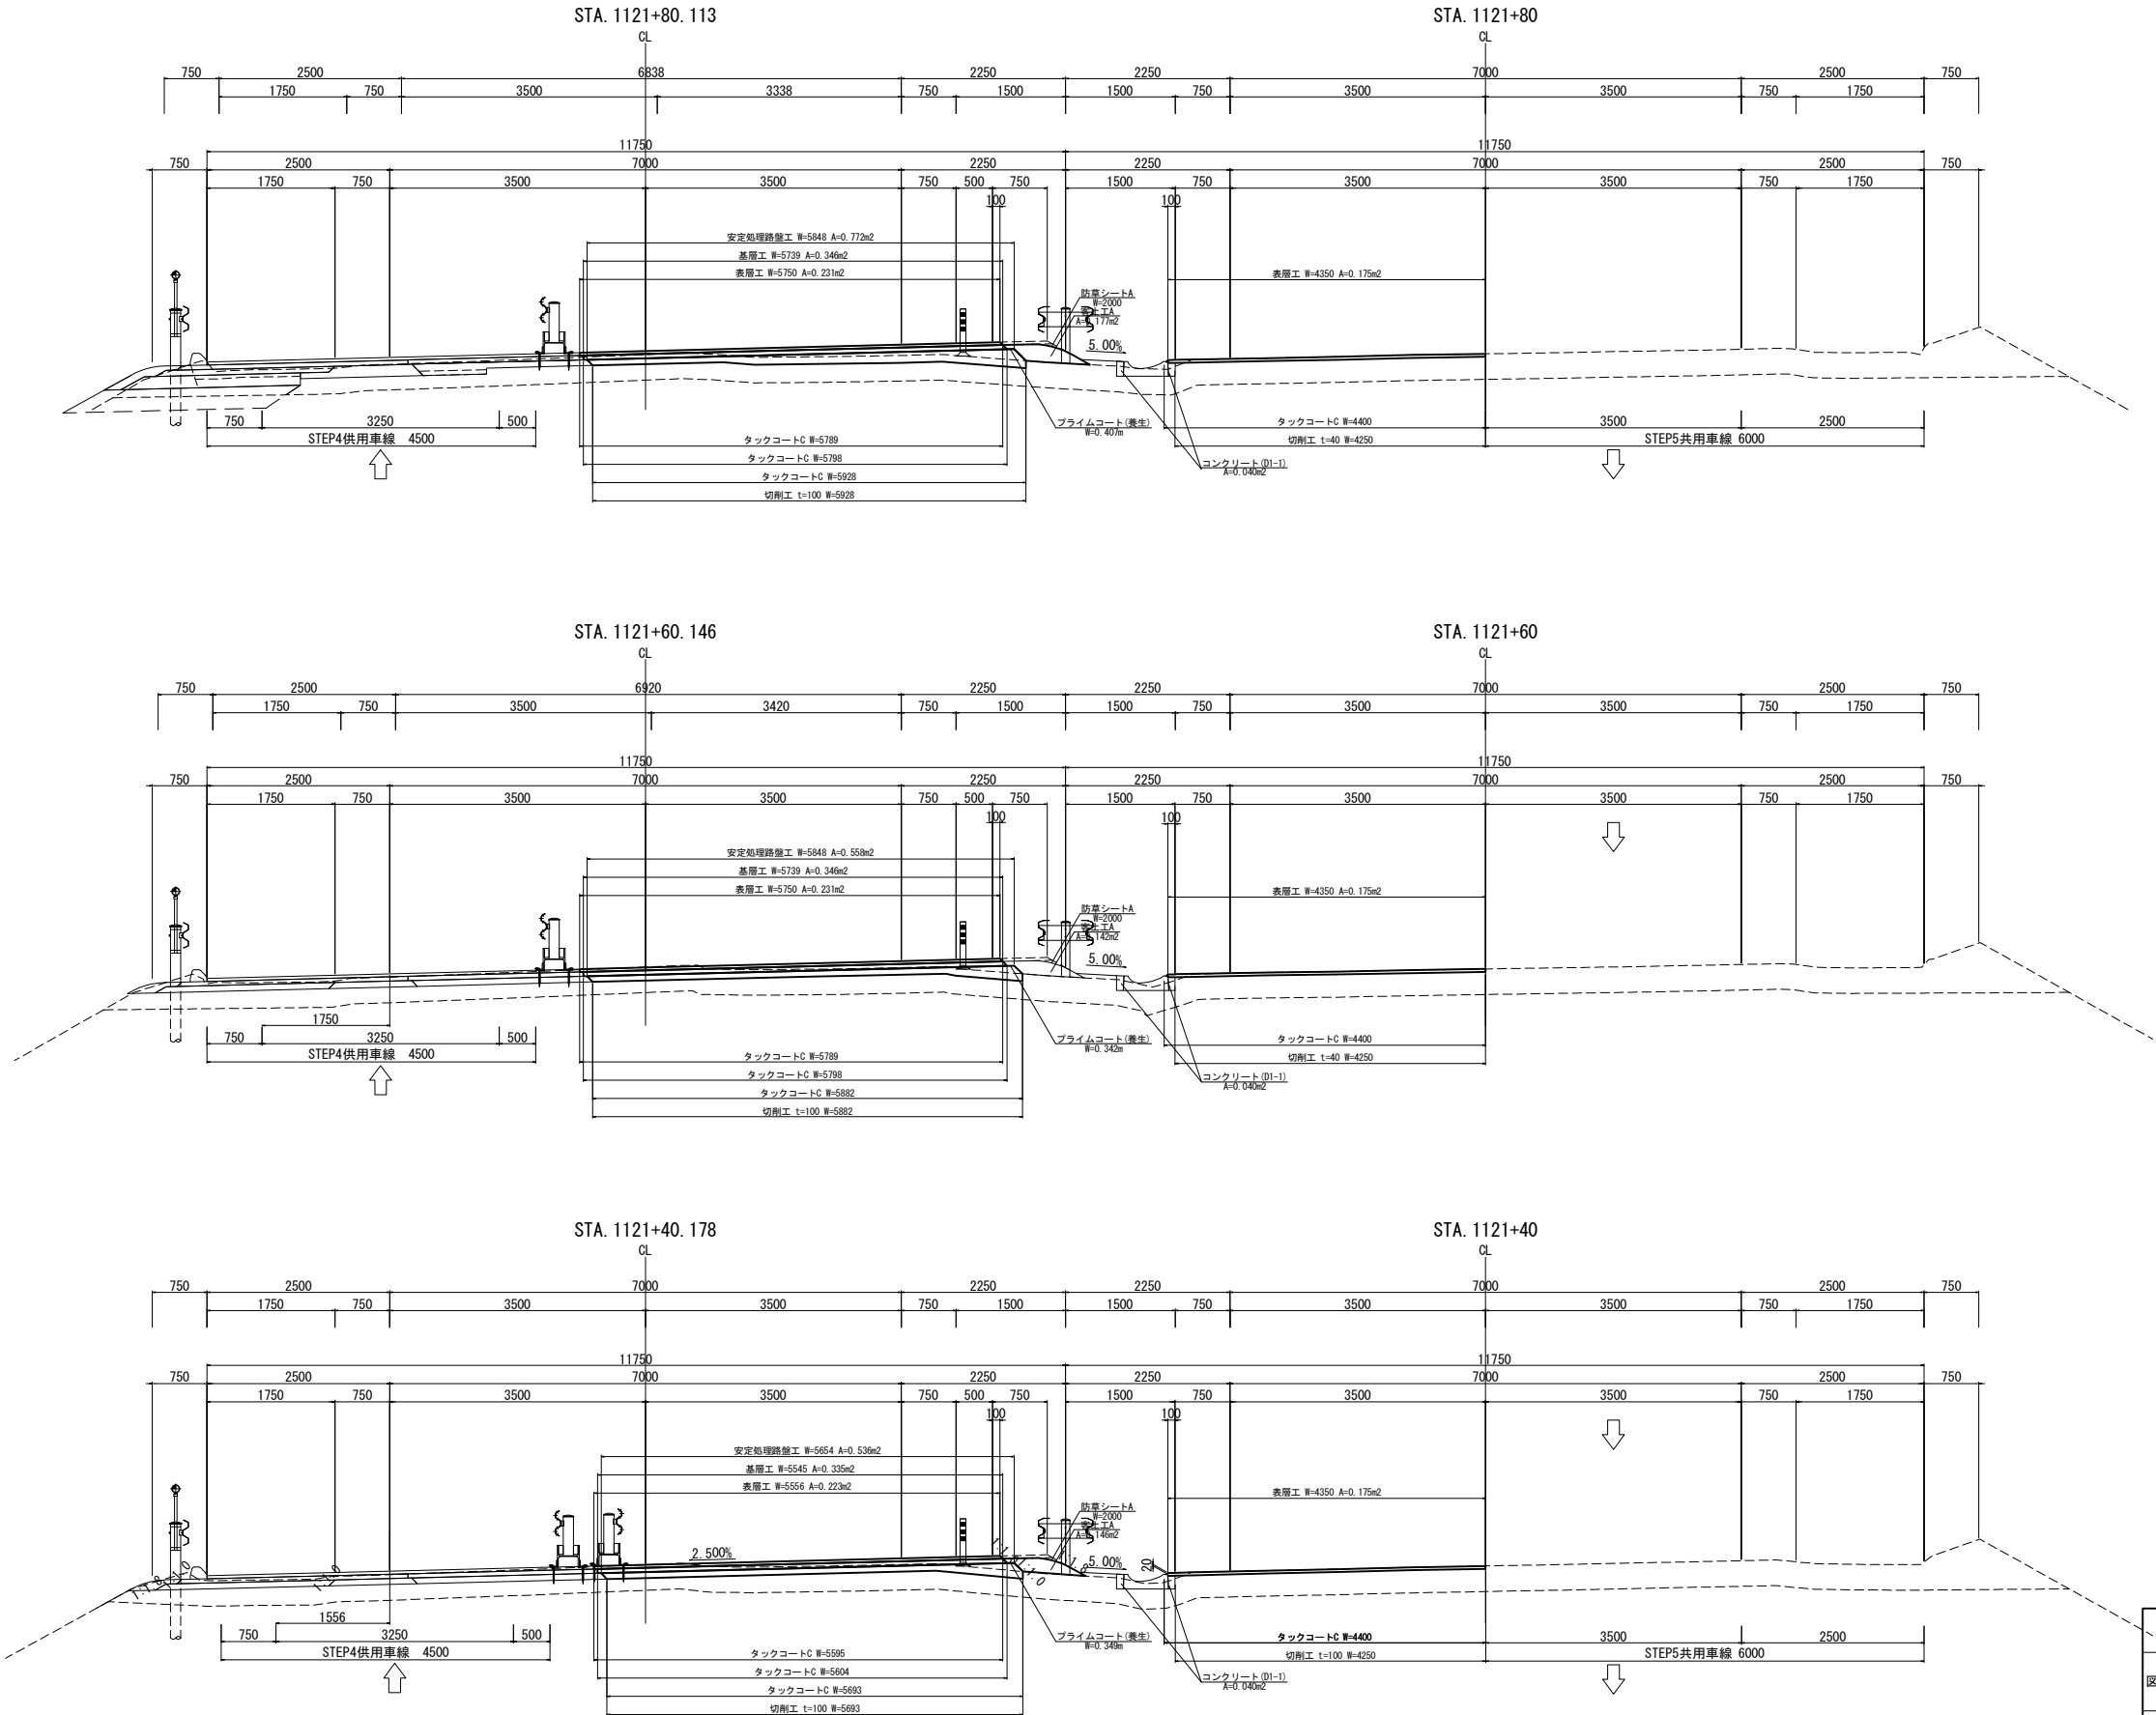 STA. 1121+80. 113
STA. 1121+80
CL
CL
750 2500 6838 2250 2250 7000 2500 750
1750 750 3500 3338 750 1500 1500 750 3500 3500 750 1750
11750 11750
750 2500 7000 2250 2250 7000 2500 750
1750 750 3500 3500 750 500 750 1500 750 3500 3500 750 1750
100 100
安定処理路盤工 W=5848 A=0.772m2
基層工 W=5739 A=0.346m2
表層工 W=5750 A=0.231m2
表層工 W=4350 A=0.175m2
防草シートA
W=2000
5.00%
750 3250 500
STEP4供用車線 4500
プライムコート(養生)
W=0.407m
タックコートC W=5789
タックコートC W=5798
タックコートC W=5928
切削工 t=100 W=5928
タックコートC W=4400
切削工 t=40 W=4250
コンクリート(D1-1)
A=0.040m2
3500 2500
STEP5共用車線 6000
STA. 1121+60. 146
STA. 1121+60
CL
CL
750 2500 6920 2250 2250 7000 2500 750
1750 750 3500 3420 750 1500 1500 750 3500 3500 750 1750
11750 11750
750 2500 7000 2250 2250 7000 2500 750
1750 750 3500 3500 750 500 750 1500 750 3500 3500 750 1750
100 100
安定処理路盤工 W=5848 A=0.558m2
基層工 W=5739 A=0.346m2
表層工 W=5750 A=0.231m2
表層工 W=4350 A=0.175m2
防草シートA
W=2000
5.00%
1750
750 3250 500
STEP4供用車線 4500
プライムコート(養生)
W=0.342m
タックコートC W=5789
タックコートC W=5798
タックコートC W=5882
切削工 t=100 W=5882
タックコートC W=4400
切削工 t=40 W=4250
コンクリート(D1-1)
A=0.040m2
STA. 1121+40. 178
STA. 1121+40
CL
CL
750 2500 7000 2250 2250 7000 2500 750
1750 750 3500 3500 750 1500 1500 750 3500 3500 750 1750
11750 11750
750 2500 7000 2250 2250 7000 2500 750
1750 750 3500 3500 750 500 750 1500 750 3500 3500 750 1750
100 100
安定処理路盤工 W=5654 A=0.536m2
基層工 W=5545 A=0.335m2
表層工 W=5556 A=0.223m2
表層工 W=4350 A=0.175m2
防草シートA
W=2000
2.500%
5.00%
20
1556
750 3250 500
STEP4供用車線 4500
プライムコート(養生)
W=0.349m
タックコートC W=5595
タックコートC W=5604
タックコートC W=5693
切削工 t=100 W=5693
タックコートC W=4400
切削工 t=100 W=4250
コンクリート(D1-1)
A=0.040m2
3500 2500
STEP5共用車線 6000
図